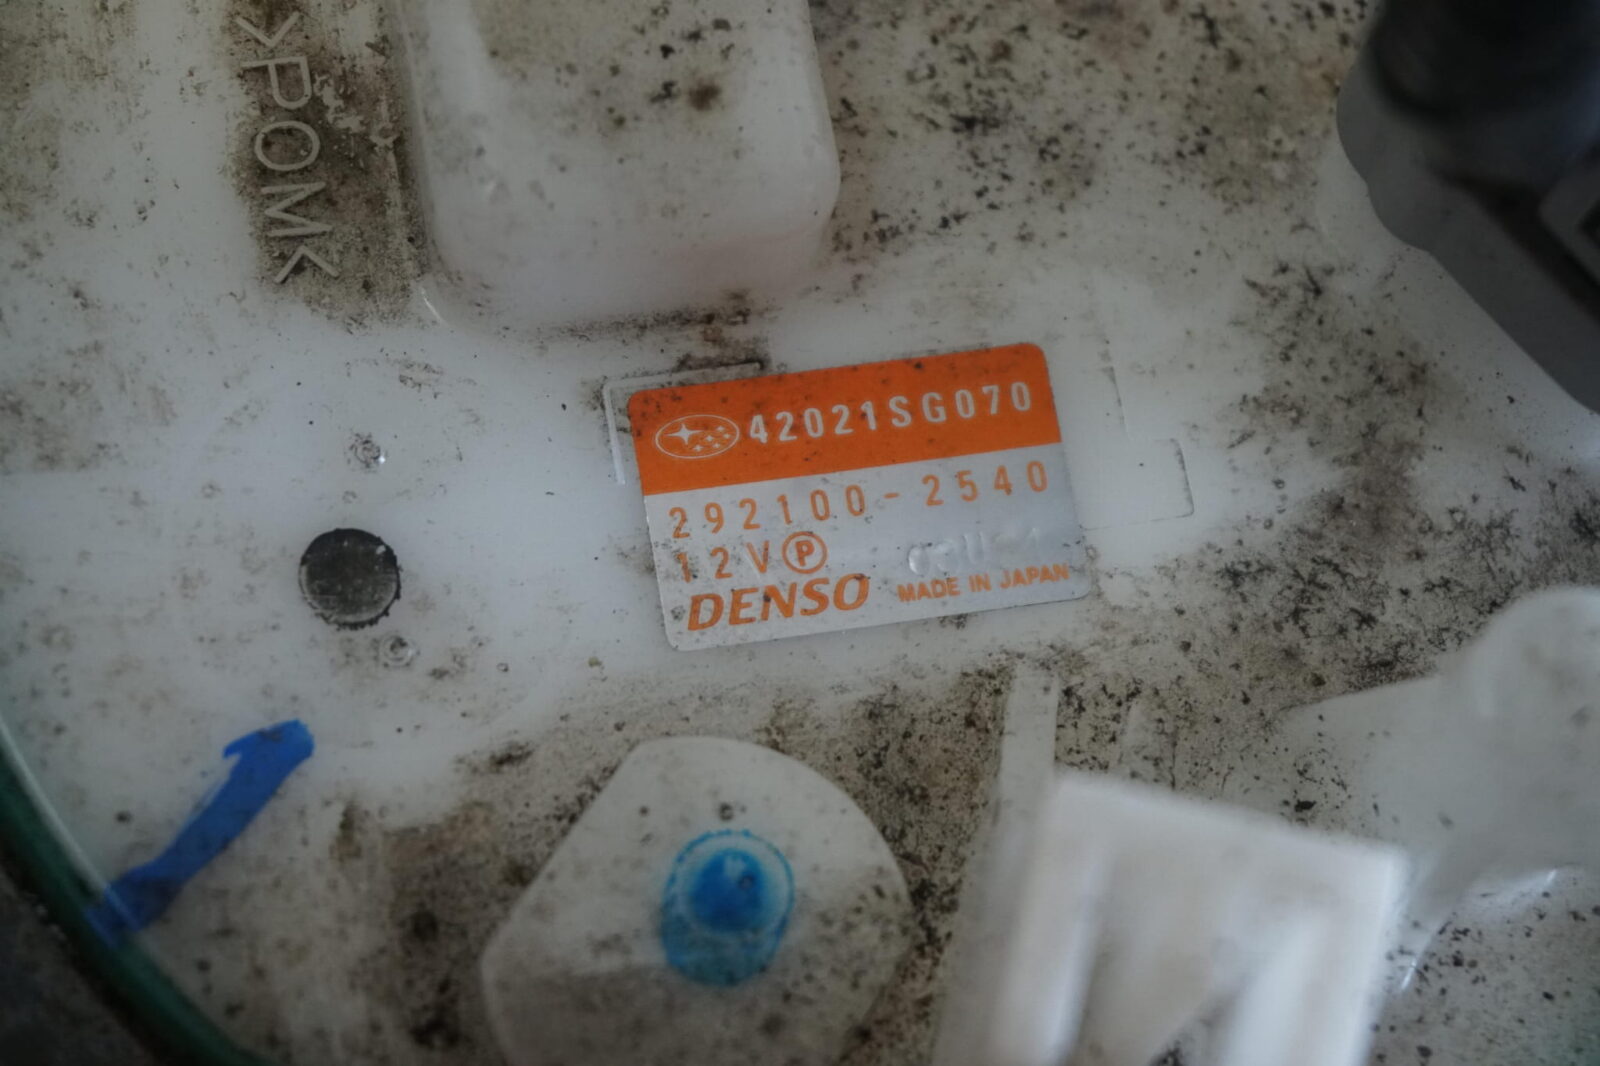 >POM<
42021SG070
292100-2540
12V Ⓟ
DENSO MADE IN JAPAN